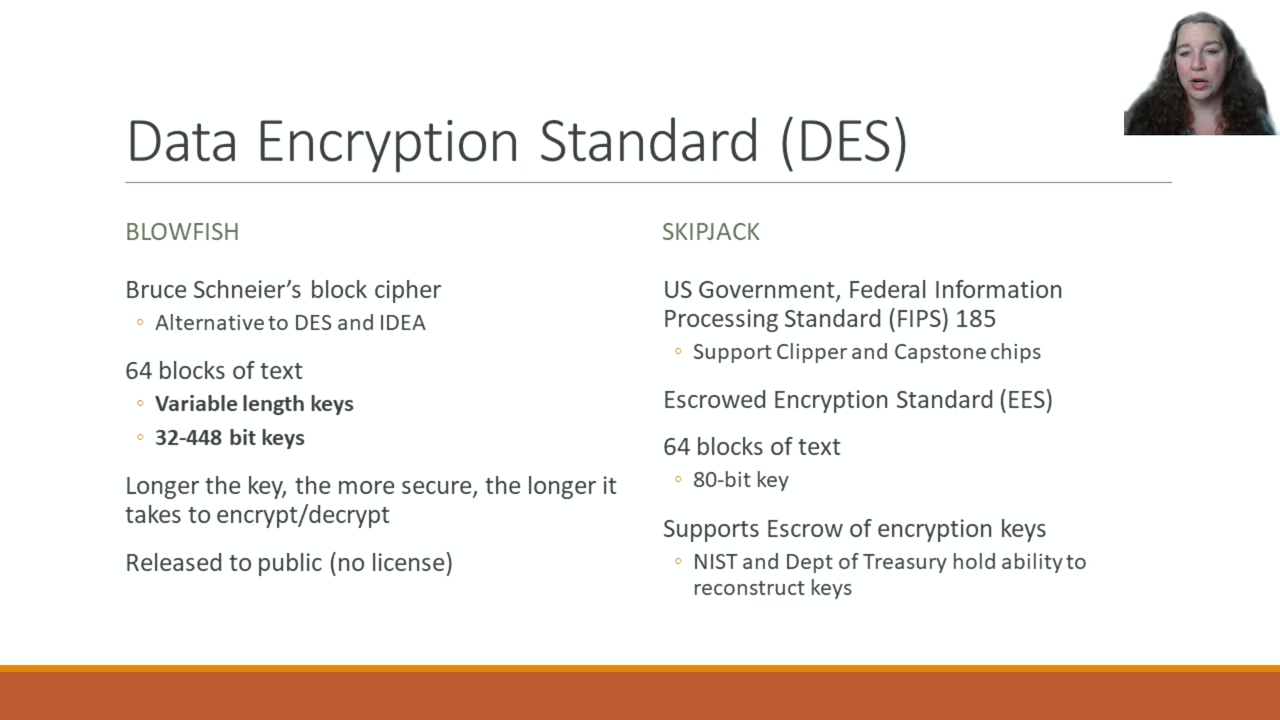 Data Encryption Standard (DES)
BLOWFISH
Bruce Schneier’s block cipher
◦ Alternative to DES and IDEA
64 blocks of text
◦ Variable length keys
◦ 32-448 bit keys
Longer the key, the more secure, the longer it
takes to encrypt/decrypt
Released to public (no license)
SKIPJACK
US Government, Federal Information
Processing Standard (FIPS) 185
◦ Support Clipper and Capstone chips
Escrowed Encryption Standard (EES)
64 blocks of text
◦ 80-bit key
Supports Escrow of encryption keys
◦ NIST and Dept of Treasury hold ability to
reconstruct keys